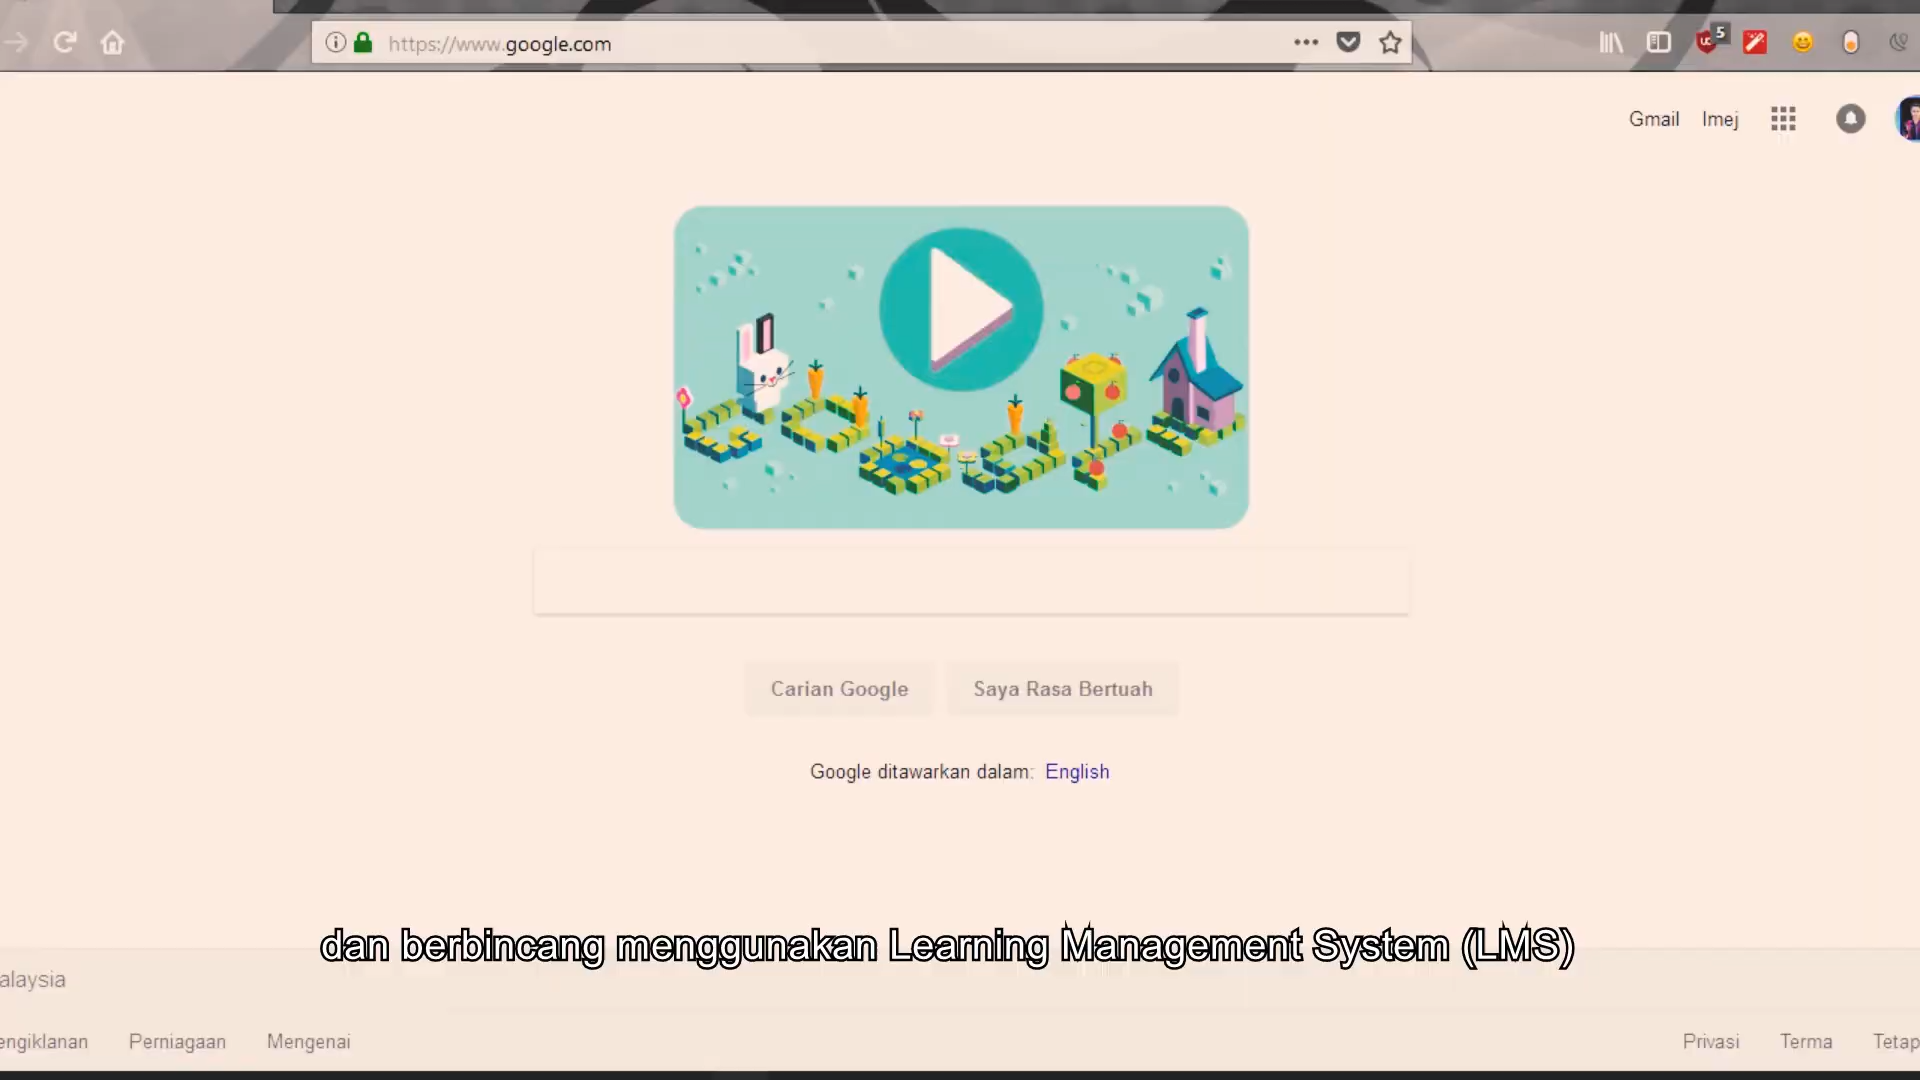 https://www.google.com
5
Gmail Imej
Carian Google Saya Rasa Bertuah
Google ditawarkan dalam: English
dan berbincang menggunakan Learning Management System (LMS)
alaysia
engiklanan Perniagaan Mengenai
Privasi Terma Tetap